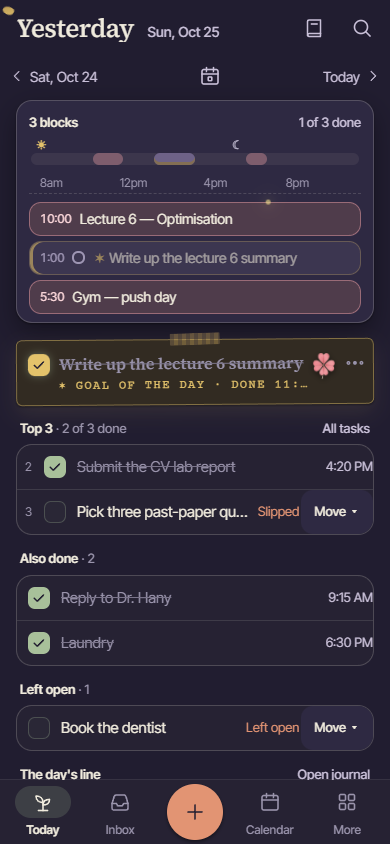 Yesterday Sun, Oct 25
Sat, Oct 24 Today
3 blocks 1 of 3 done
8am 12pm 4pm 8pm
10:00 Lecture 6 — Optimisation
1:00 Write up the lecture 6 summary
5:30 Gym — push day
Write up the lecture 6 summary
GOAL OF THE DAY · DONE 11:…
Top 3 · 2 of 3 done All tasks
2 Submit the CV lab report 4:20 PM
3 Pick three past-paper qu… Slipped Move
Also done · 2
Reply to Dr. Hany 9:15 AM
Laundry 6:30 PM
Left open · 1
Book the dentist Left open Move
The day's line Open journal
Today Inbox Calendar More